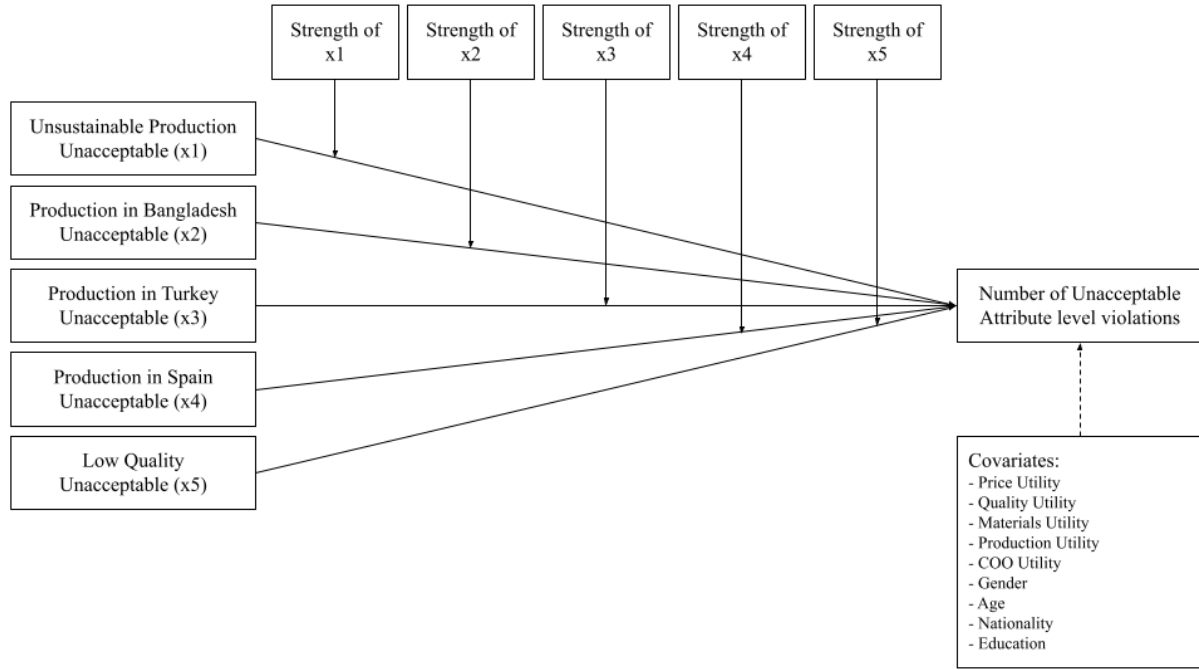 Strength of
x1
Strength of
x2
Strength of
x3
Strength of
x4
Strength of
x5
Unsustainable Production
Unacceptable (x1)
Production in Bangladesh
Unacceptable (x2)
Production in Turkey
Unacceptable (x3)
Production in Spain
Unacceptable (x4)
Low Quality
Unacceptable (x5)
Number of Unacceptable
Attribute level violations
Covariates:
- Price Utility
- Quality Utility
- Materials Utility
- Production Utility
- COO Utility
- Gender
- Age
- Nationality
- Education